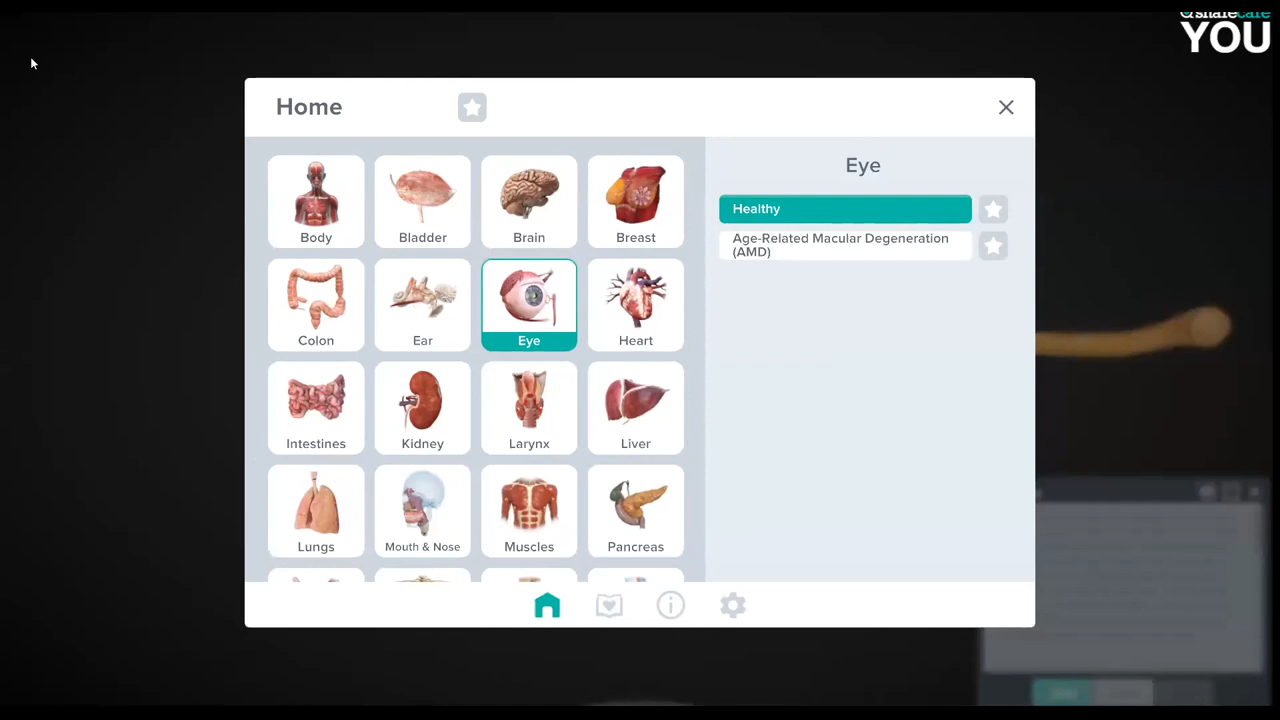 YOU
Home
Eye
Healthy
Age-Related Macular Degeneration
(AMD)
Body
Bladder
Brain
Breast
Colon
Ear
Eye
Heart
Intestines
Kidney
Larynx
Liver
Lungs
Mouth & Nose
Muscles
Pancreas